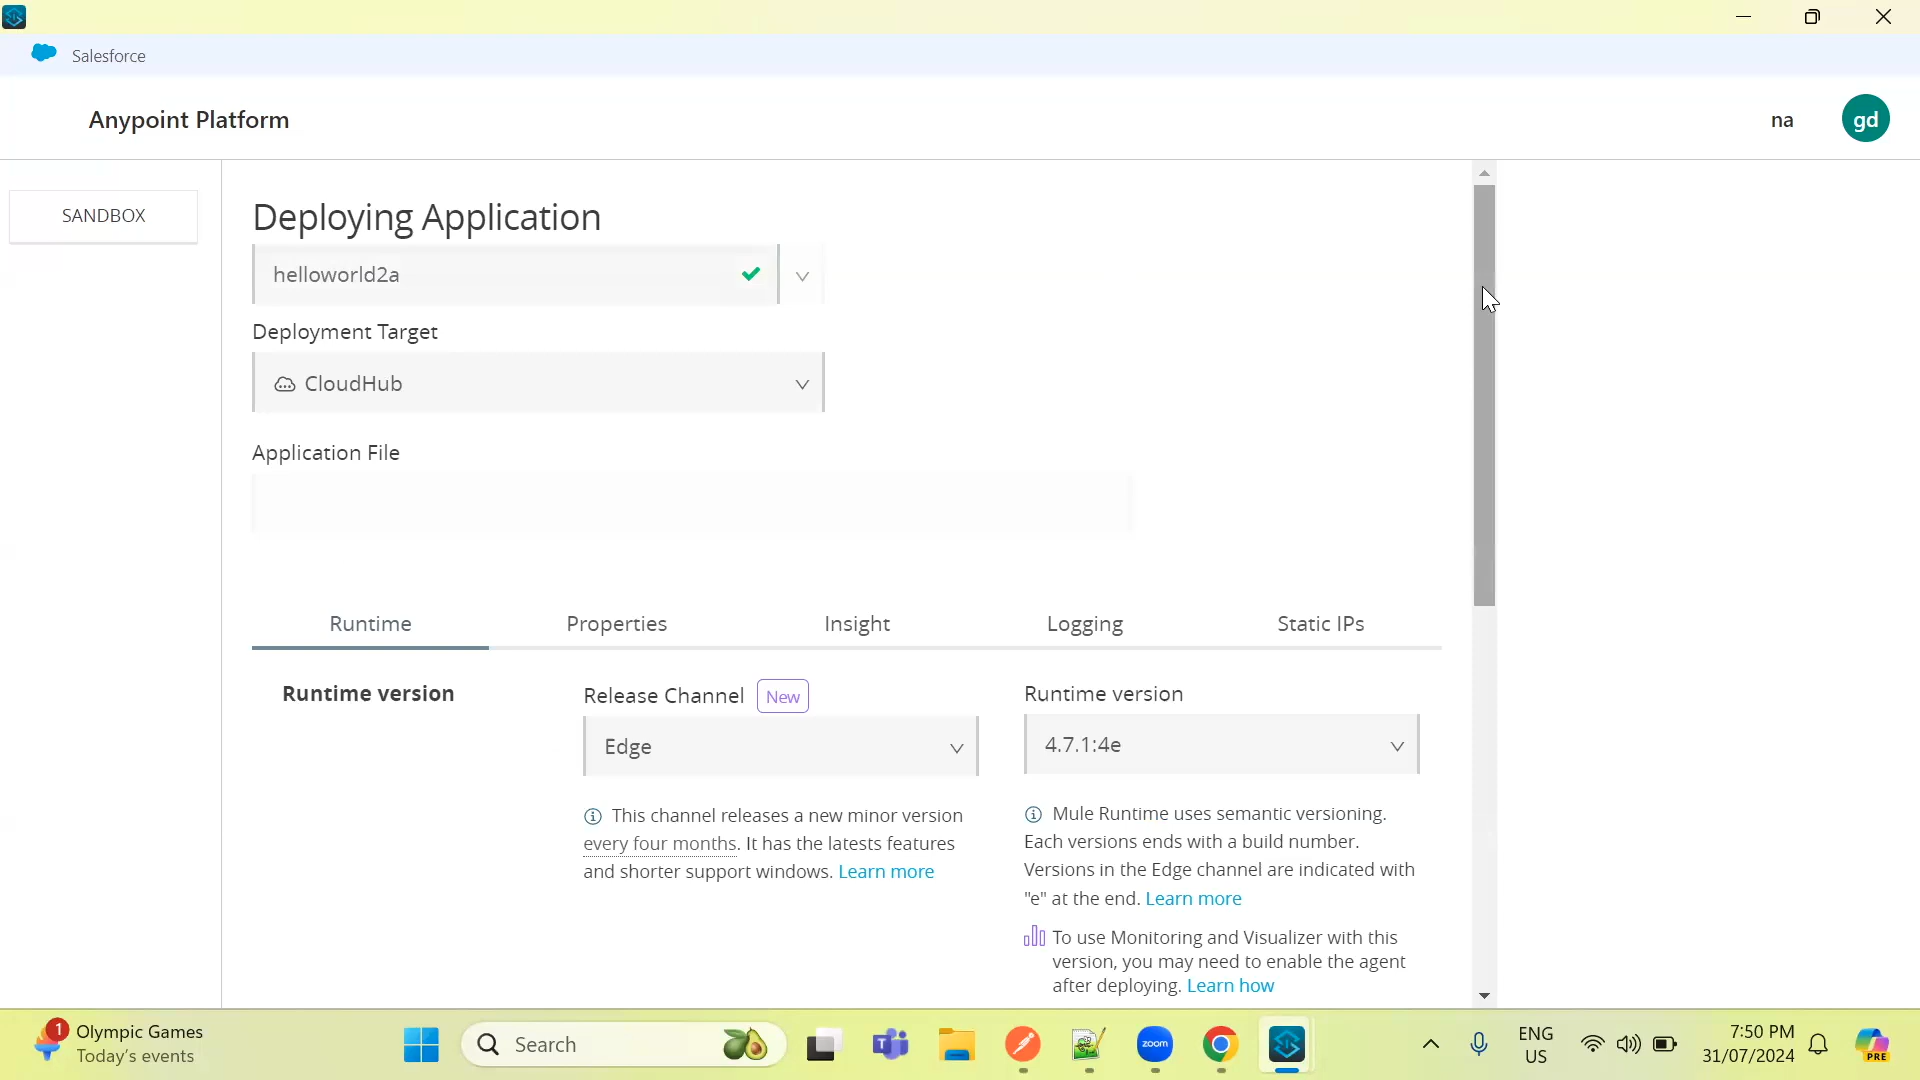 Salesforce
Anypoint Platform
na
gd
SANDBOX
Deploying Application
helloworld2a
Deployment Target
CloudHub
Application File
Runtime
Properties
Insight
Logging
Static IPs
Runtime version
Release Channel New
Runtime version
Edge
4.7.1:4e
This channel releases a new minor version
every four months. It has the latests features
and shorter support windows. Learn more
Mule Runtime uses semantic versioning.
Each versions ends with a build number.
Versions in the Edge channel are indicated with
"e" at the end. Learn more
To use Monitoring and Visualizer with this
version, you may need to enable the agent
after deploying. Learn how
1
Olympic Games
Today's events
Search
T
zoom
ENG
US
7:50 PM
31/07/2024
PRE